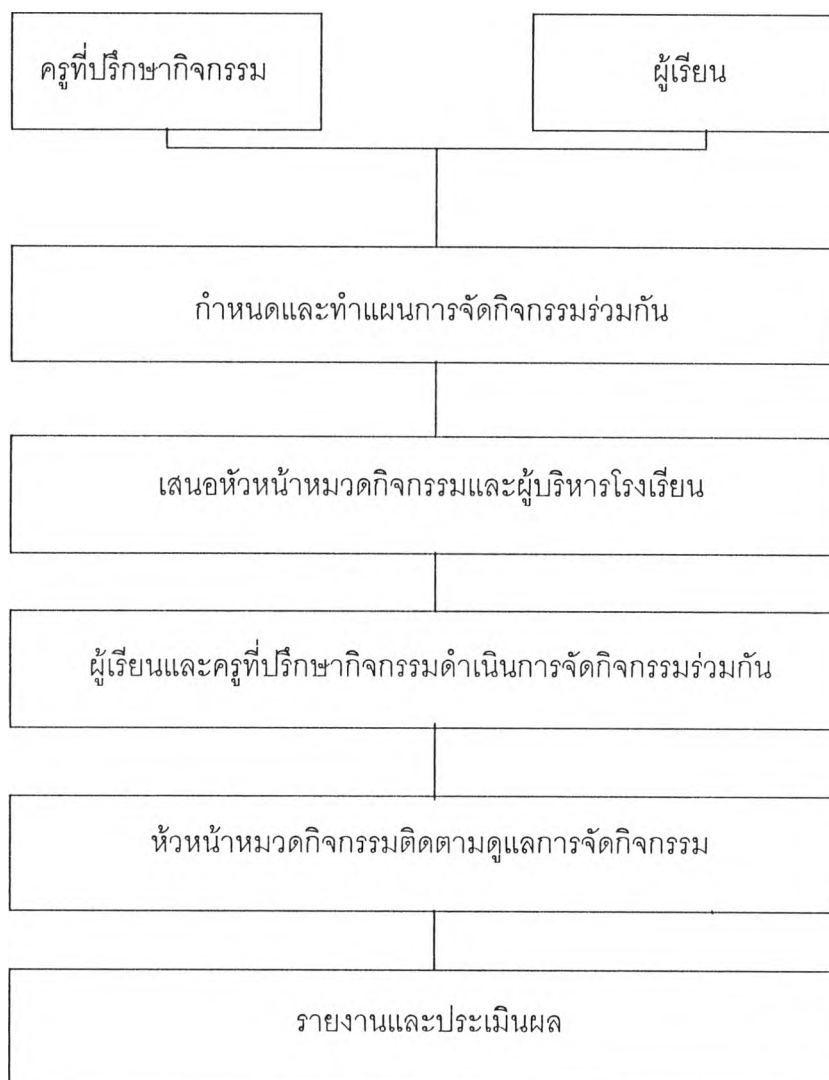 ครูที่ปรึกษากิจกรรม
ผู้เรียน
กำหนดและทำแผนการจัดกิจกรรมร่วมกัน
เสนอหัวหน้าหมวดกิจกรรมและผู้บริหารโรงเรียน
ผู้เรียนและครูที่ปรึกษากิจกรรมดำเนินการจัดกิจกรรมร่วมกัน
หัวหน้าหมวดกิจกรรมติดตามดูแลการจัดกิจกรรม
รายงานและประเมินผล